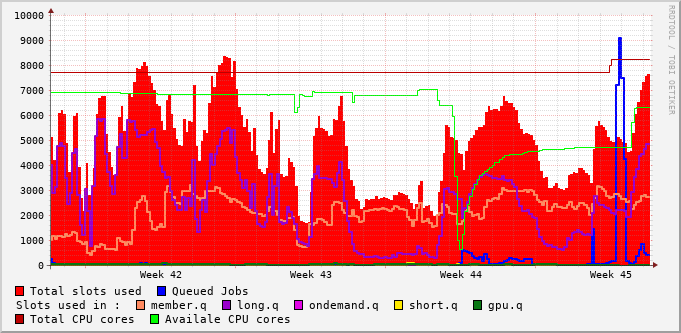 10000
9000
8000
7000
6000
5000
4000
3000
2000
1000
0
Week 42 Week 43 Week 44 Week 45
RRDTOOL / TOBI OETIKER
Total slots used Queued Jobs
Slots used in : member.q long.q ondemand.q short.q gpu.q
Total CPU cores Availale CPU cores